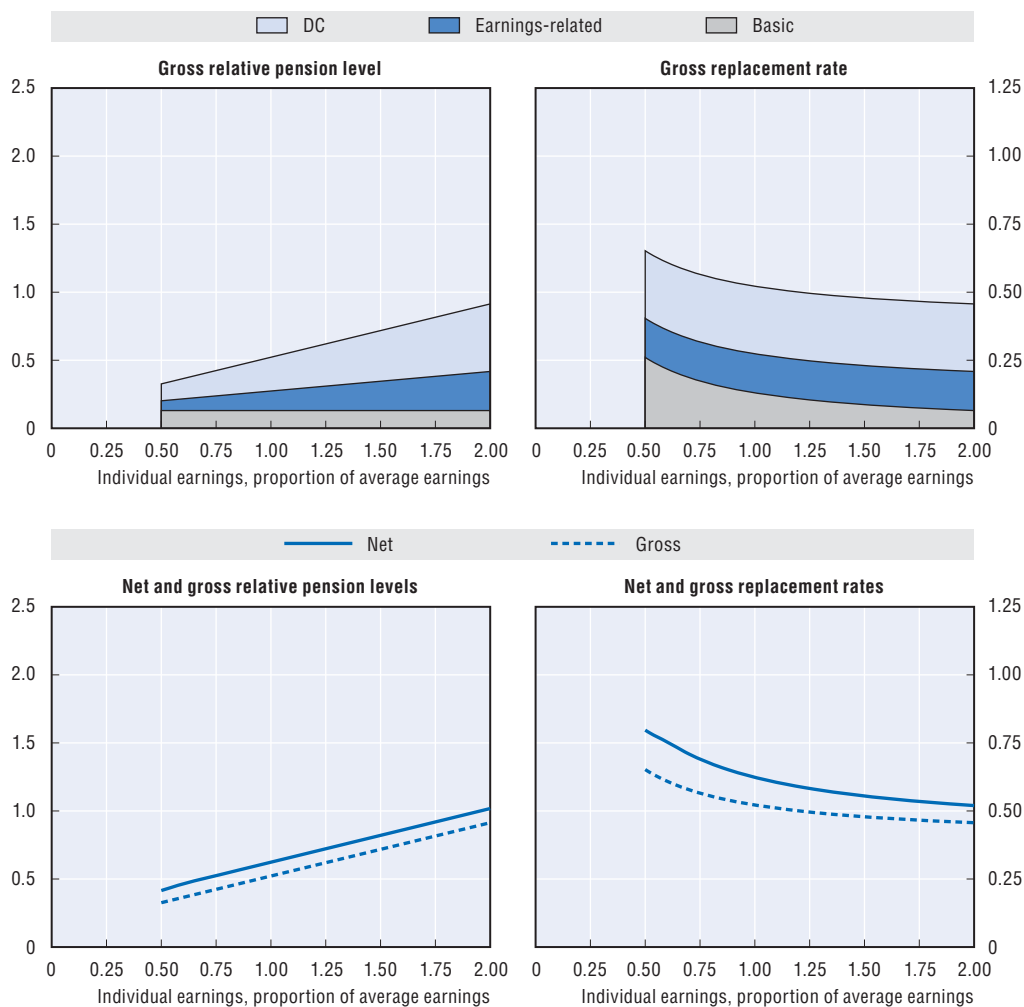 DC Earnings-related Basic
Gross relative pension level
2.5
2.0
1.5
1.0
0.5
0
0 0.25 0.50 0.75 1.00 1.25 1.50 1.75 2.00
Individual earnings, proportion of average earnings
Gross replacement rate
1.25
1.00
0.75
0.50
0.25
0
0 0.25 0.50 0.75 1.00 1.25 1.50 1.75 2.00
Individual earnings, proportion of average earnings
Net Gross
Net and gross relative pension levels
2.5
2.0
1.5
1.0
0.5
0
0 0.25 0.50 0.75 1.00 1.25 1.50 1.75 2.00
Individual earnings, proportion of average earnings
Net and gross replacement rates
1.25
1.00
0.75
0.50
0.25
0
0 0.25 0.50 0.75 1.00 1.25 1.50 1.75 2.00
Individual earnings, proportion of average earnings